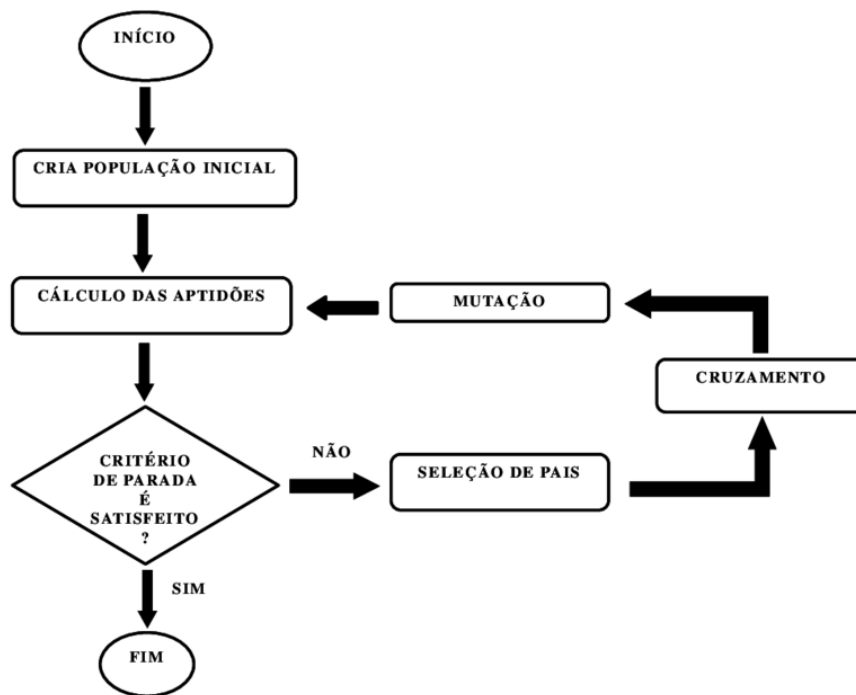 INÍCIO
CRIA POPULAÇÃO INICIAL
CÁLCULO DAS APTIDÕES
MUTAÇÃO
CRUZAMENTO
CRITÉRIO
DE PARADA
É
SATISFEITO
?
NÃO
SELEÇÃO DE PAIS
SIM
FIM